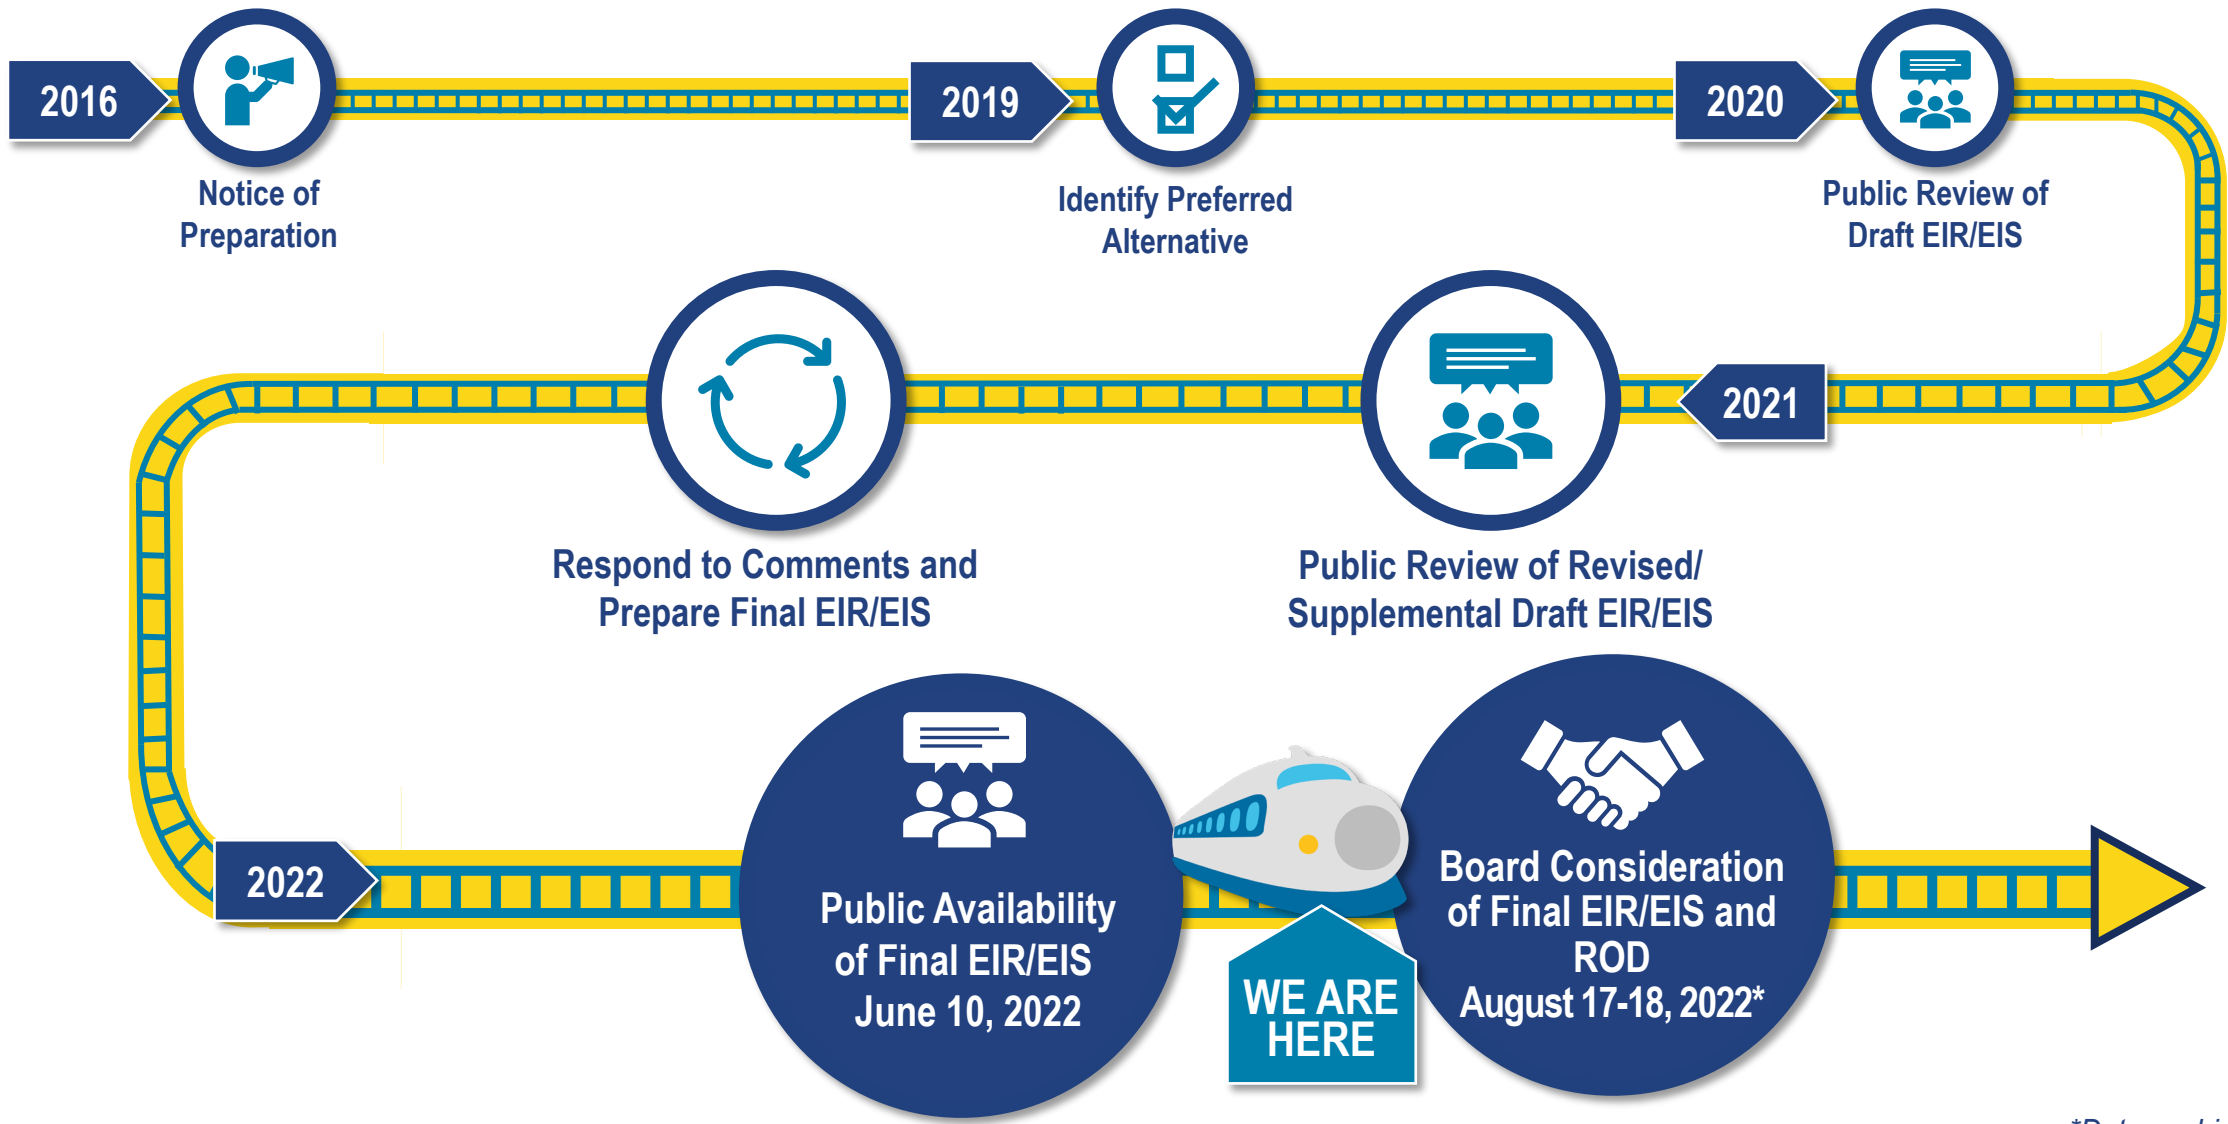 2016
Notice of
Preparation
2019
Identify Preferred
Alternative
2020
Public Review of
Draft EIR/EIS
2021
Public Review of Revised/
Supplemental Draft EIR/EIS
Respond to Comments and
Prepare Final EIR/EIS
2022
Public Availability
of Final EIR/EIS
June 10, 2022
WE ARE
HERE
Board Consideration
of Final EIR/EIS and
ROD
August 17-18, 2022*